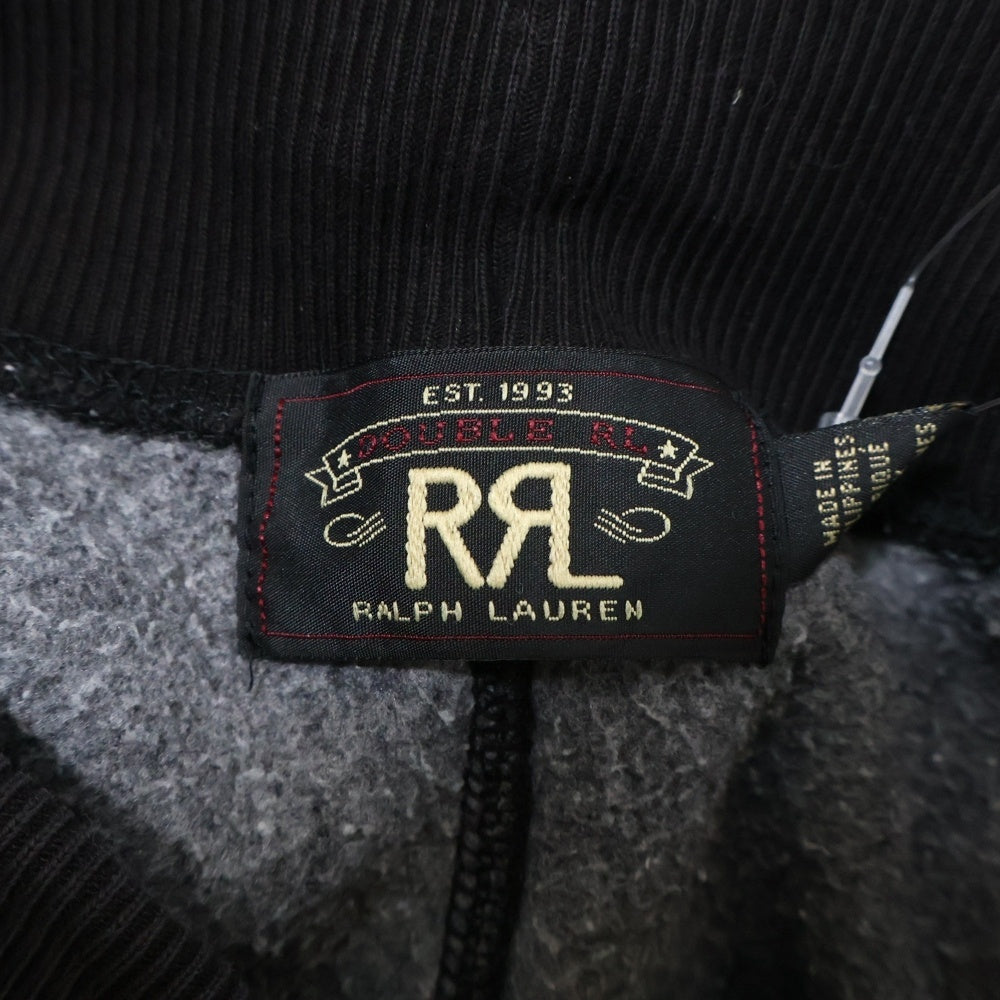 EST. 1993
DOUBLE RL
RRL
RALPH LAUREN
MADE IN